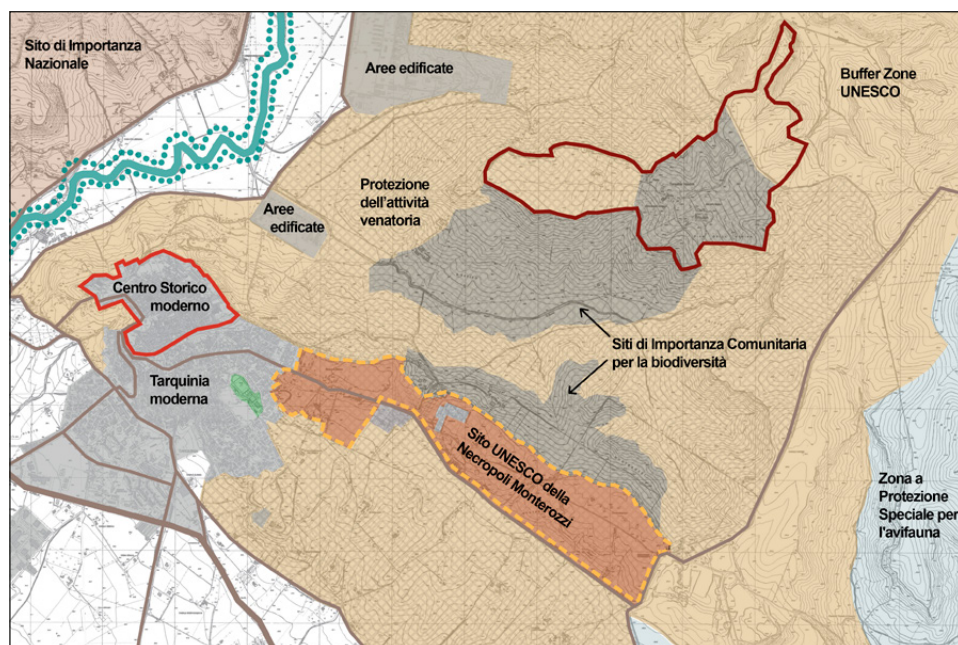 Sito di Importanza
Nazionale
Aree edificate
Buffer Zone
UNESCO
Protezione
dell'attività
venatoria
Aree
edificate
Centro Storico
moderno
Siti di Importanza Comunitaria
per la biodiversità
Tarquinia
moderna
Sito UNESCO della
Necropoli Monterozzi
Zona a
Protezione
Speciale per
l'avifauna